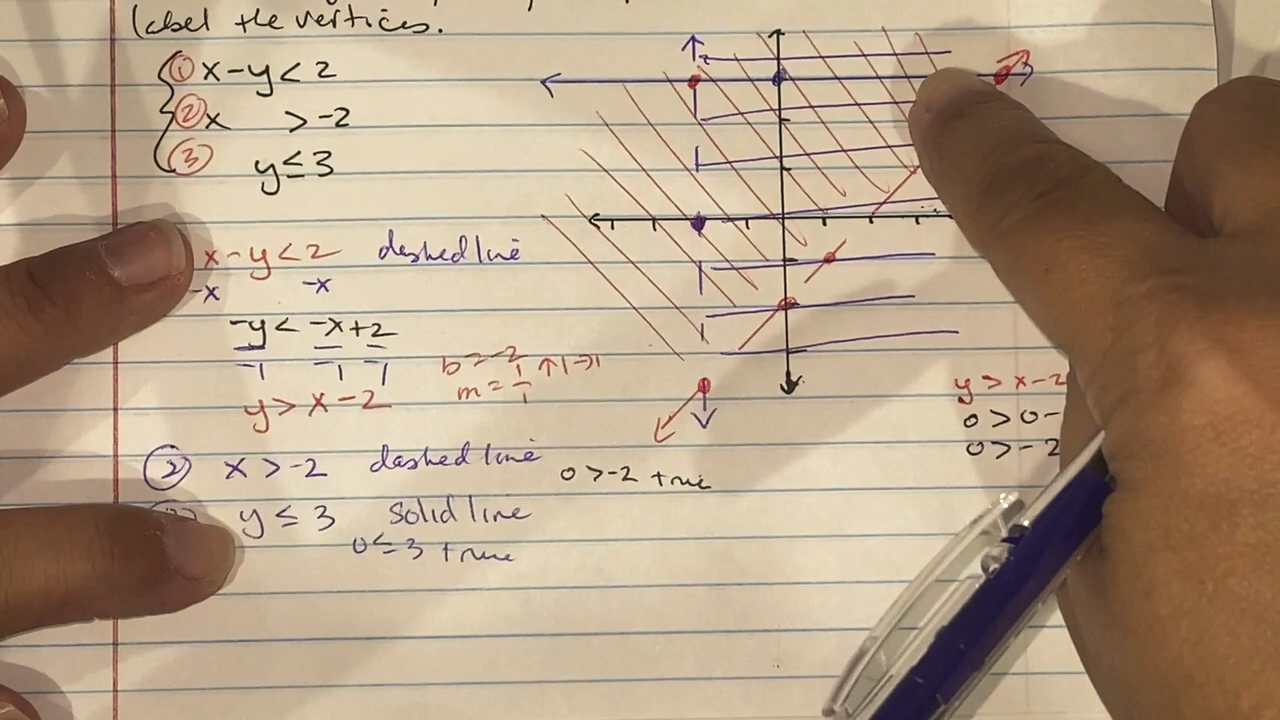 label the vertices.
① x-y<2
② x >-2
③ y≤3
x-y<2 dashed line
-x -x
-y < -x+2
-1 -1 -1
y > x-2
b=-2
m=1/1 ↑1→1
② x >-2 dashed line
0 >-2 true
y ≤ 3 Solid line
0≤3 true
y > x-2
0 > 0-
0 > -2